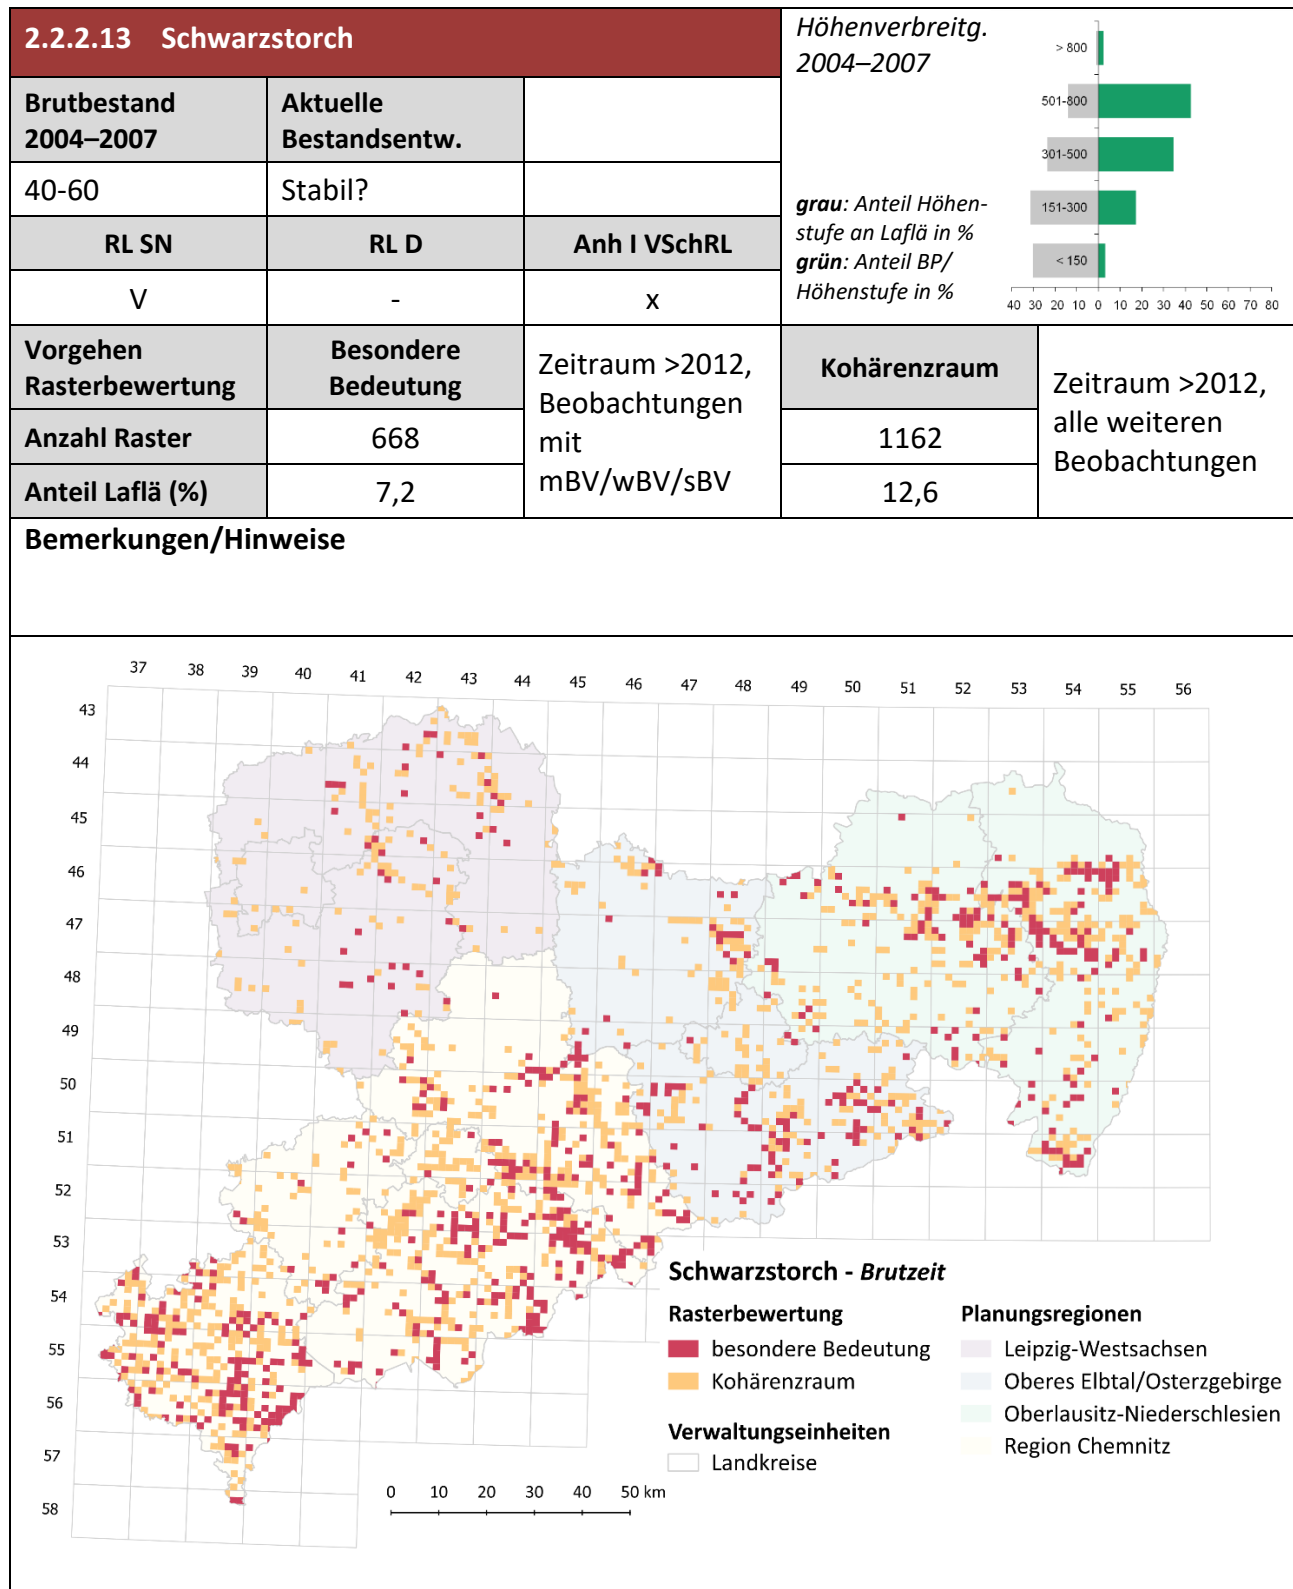 2.2.2.13 Schwarzstorch
Höhenverbreitg.
2004–2007
> 800
501-800
301-500
151-300
< 150
40 30 20 10 0 10 20 30 40 50 60 70 80
grau: Anteil Höhen-
stufe an Laflä in %
grün: Anteil BP/
Höhenstufe in %
Brutbestand
2004–2007
Aktuelle
Bestandsentw.
40-60
Stabil?
RL SN
RL D
Anh I VSchRL
V
-
x
Vorgehen
Rasterbewertung
Besondere
Bedeutung
Zeitraum >2012,
Beobachtungen
mit
mBV/wBV/sBV
Kohärenzraum
Zeitraum >2012,
alle weiteren
Beobachtungen
Anzahl Raster
668
1162
Anteil Laflä (%)
7,2
12,6
Bemerkungen/Hinweise
37 38 39 40 41 42 43 44 45 46 47 48 49 50 51 52 53 54 55 56
43
44
45
46
47
48
49
50
51
52
53
54
55
56
57
58
Schwarzstorch - Brutzeit
Rasterbewertung
besondere Bedeutung
Kohärenzraum
Verwaltungseinheiten
Landkreise
Planungsregionen
Leipzig-Westsachsen
Oberes Elbtal/Osterzgebirge
Oberlausitz-Niederschlesien
Region Chemnitz
0 10 20 30 40 50 km